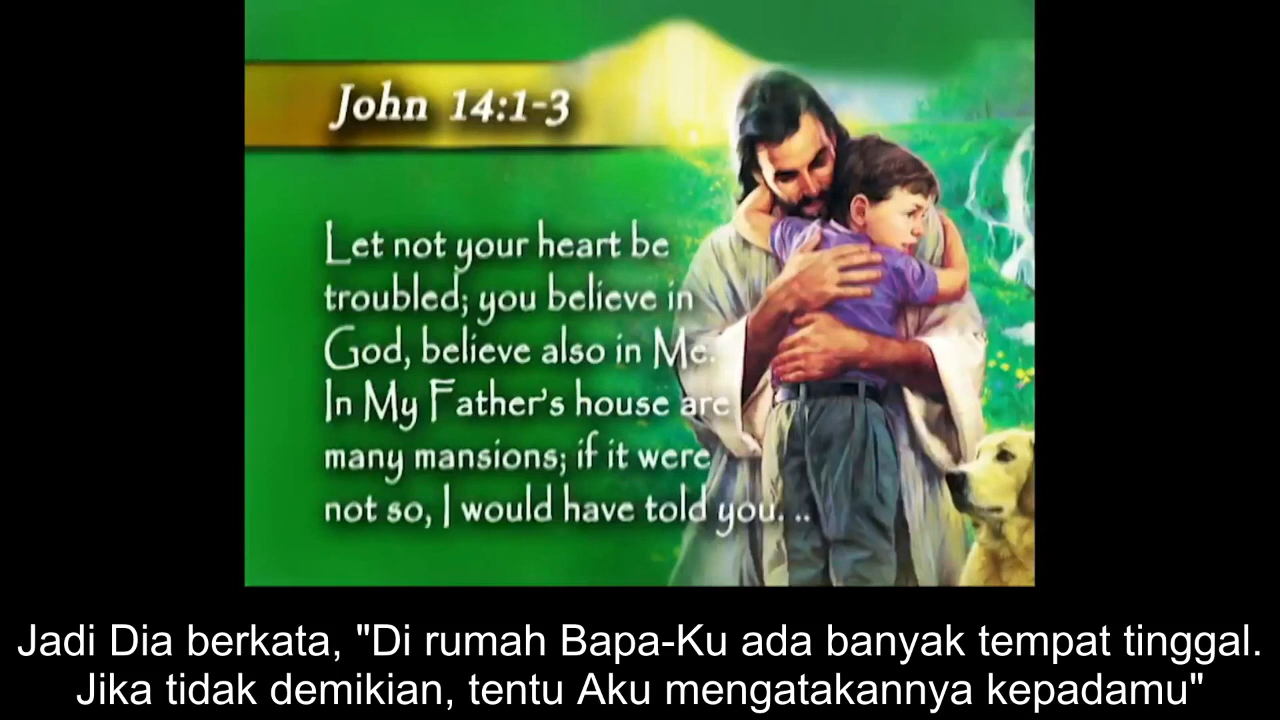 John 14:1-3
Let not your heart be
troubled; you believe in
God, believe also in Me.
In My Father's house are
many mansions; if it were
not so, I would have told you. ..
Jadi Dia berkata, "Di rumah Bapa-Ku ada banyak tempat tinggal.
Jika tidak demikian, tentu Aku mengatakannya kepadamu"